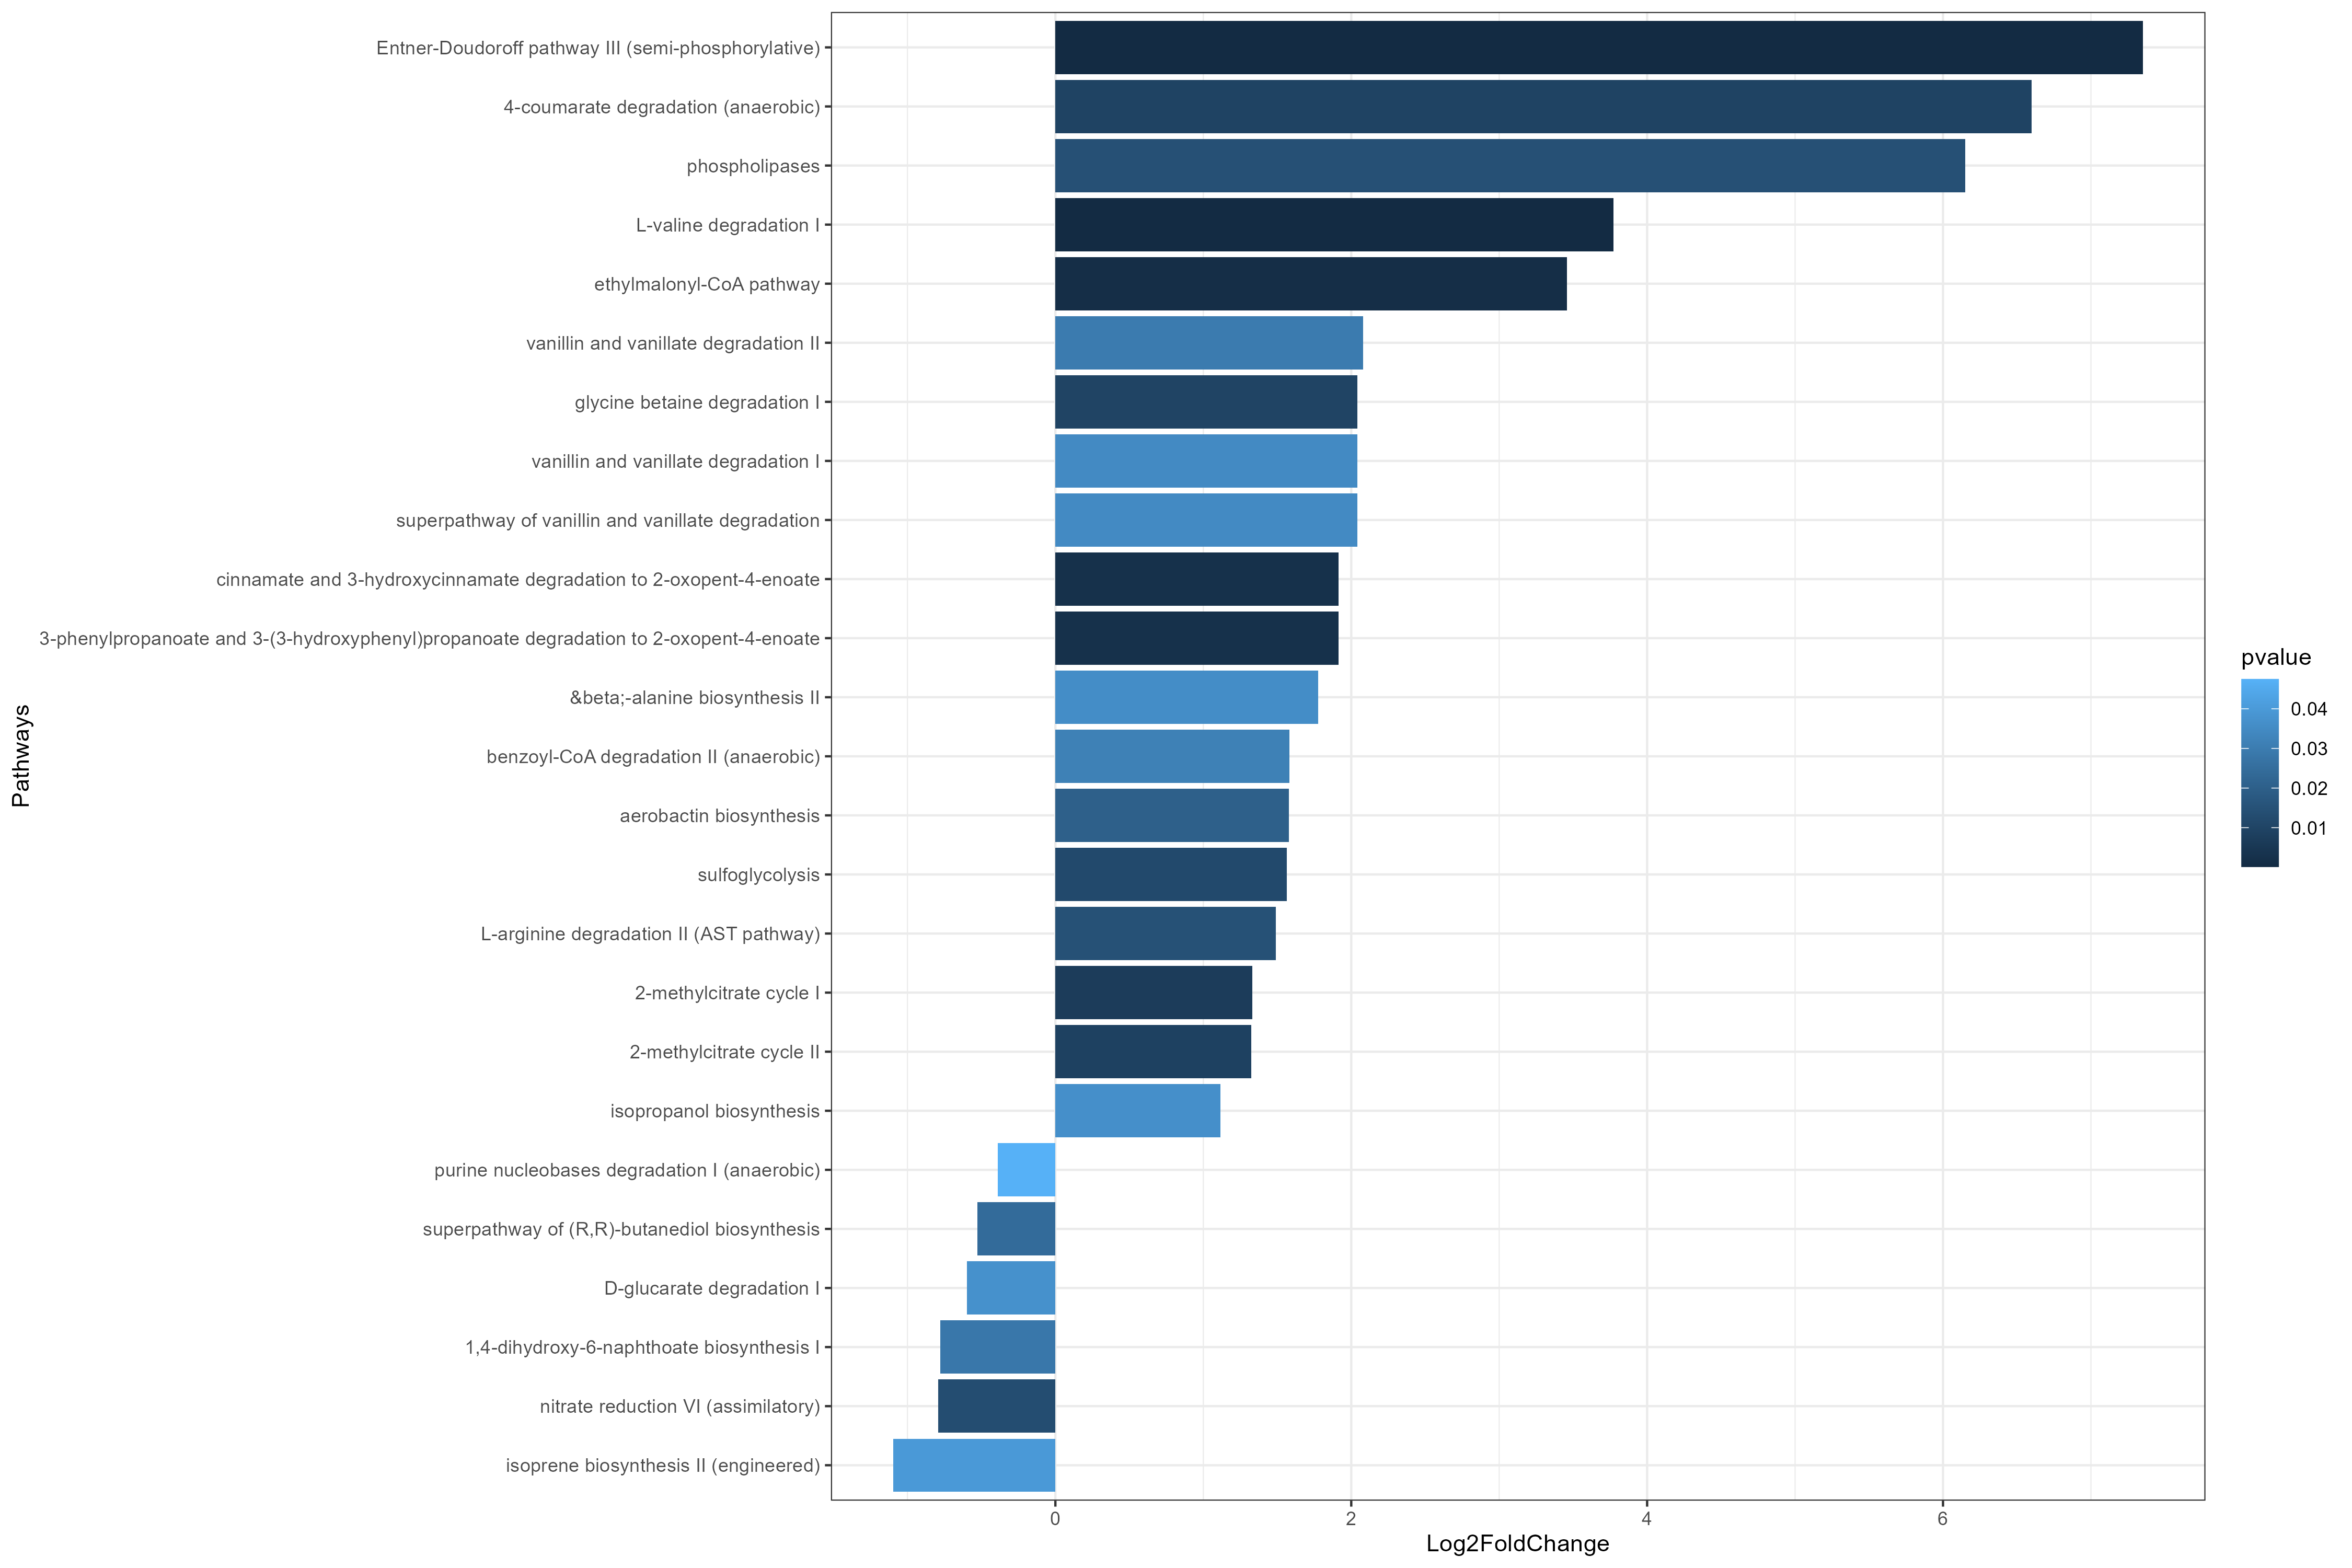 Entner-Doudoroff pathway III (semi-phosphorylative)
4-coumarate degradation (anaerobic)
phospholipases
L-valine degradation I
ethylmalonyl-CoA pathway
vanillin and vanillate degradation II
glycine betaine degradation I
vanillin and vanillate degradation I
superpathway of vanillin and vanillate degradation
cinnamate and 3-hydroxycinnamate degradation to 2-oxopent-4-enoate
3-phenylpropanoate and 3-(3-hydroxyphenyl)propanoate degradation to 2-oxopent-4-enoate
&beta;-alanine biosynthesis II
benzoyl-CoA degradation II (anaerobic)
aerobactin biosynthesis
sulfoglycolysis
L-arginine degradation II (AST pathway)
2-methylcitrate cycle I
2-methylcitrate cycle II
isopropanol biosynthesis
purine nucleobases degradation I (anaerobic)
superpathway of (R,R)-butanediol biosynthesis
D-glucarate degradation I
1,4-dihydroxy-6-naphthoate biosynthesis I
nitrate reduction VI (assimilatory)
isoprene biosynthesis II (engineered)
Pathways
0 2 4 6
Log2FoldChange
pvalue
0.04
0.03
0.02
0.01